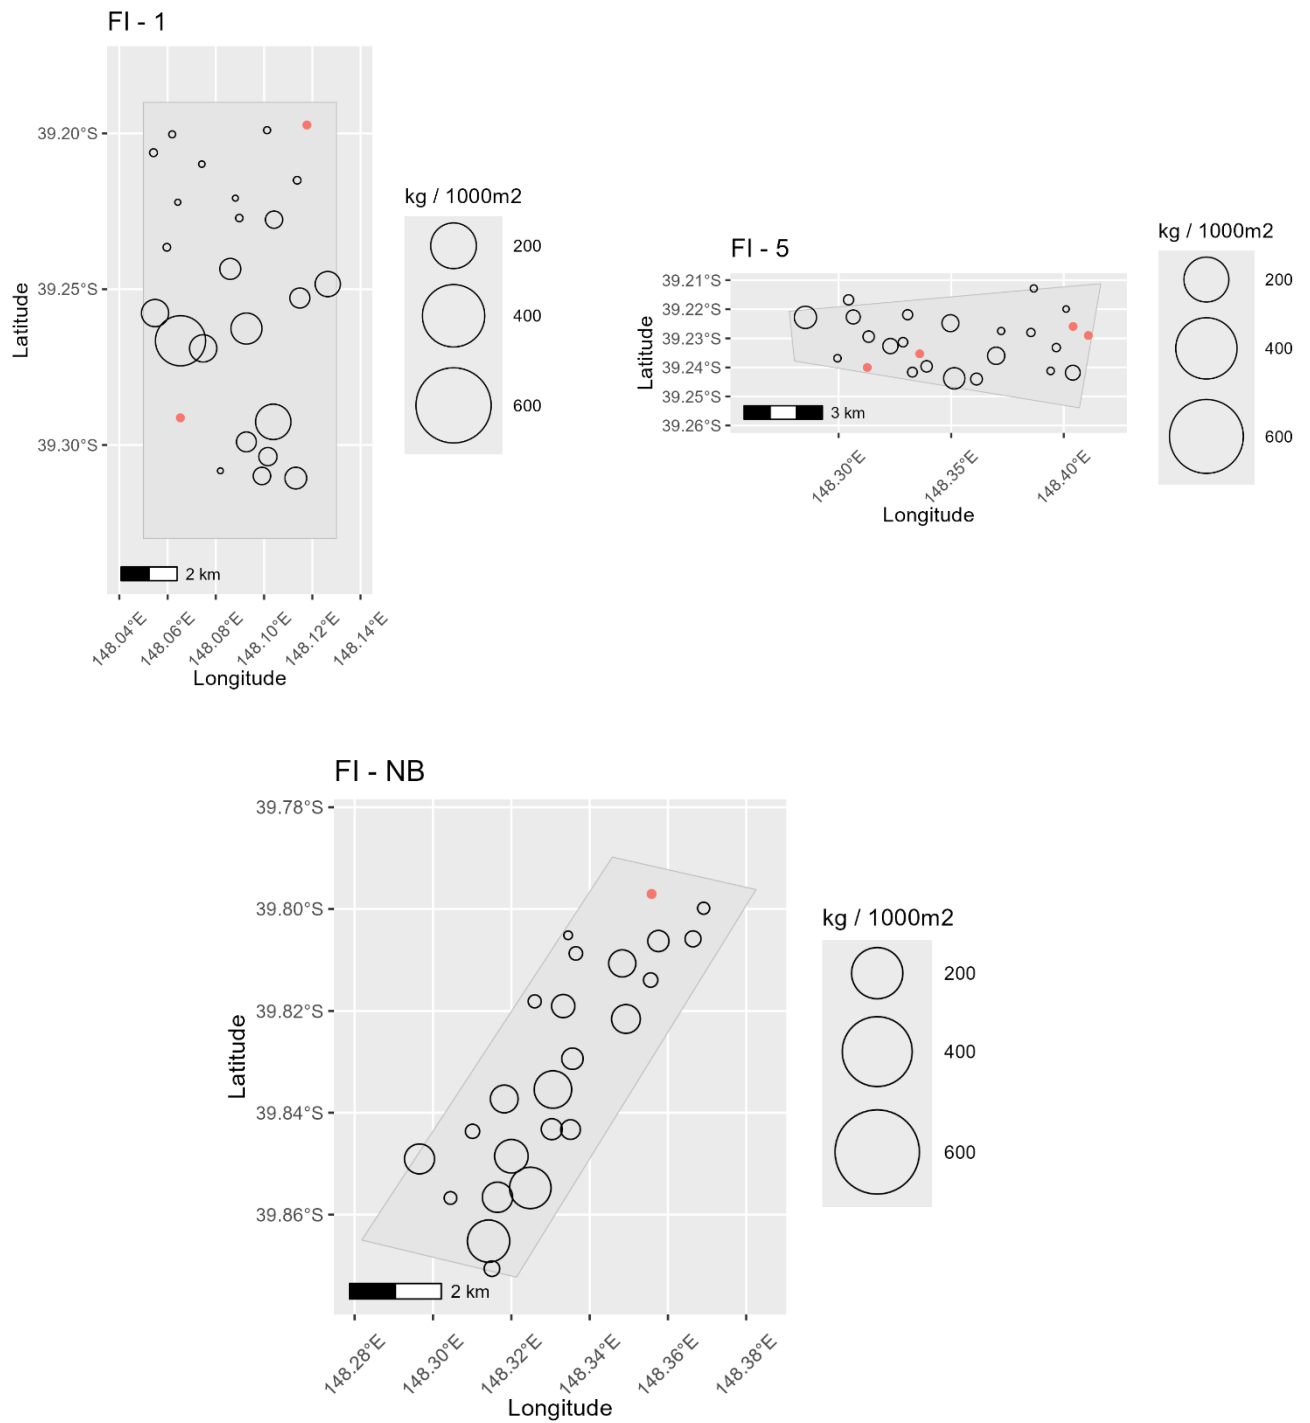 FI - 1
39.20°S
39.25°S
39.30°S
Latitude
2 km
148.04°E
148.06°E
148.08°E
148.10°E
148.12°E
148.14°E
Longitude
kg / 1000m2
200
400
600
FI - 5
39.21°S
39.22°S
39.23°S
39.24°S
39.25°S
39.26°S
Latitude
3 km
148.30°E
148.35°E
148.40°E
Longitude
kg / 1000m2
200
400
600
FI - NB
39.78°S
39.80°S
39.82°S
39.84°S
39.86°S
Latitude
2 km
148.28°E
148.30°E
148.32°E
148.34°E
148.36°E
148.38°E
Longitude
kg / 1000m2
200
400
600